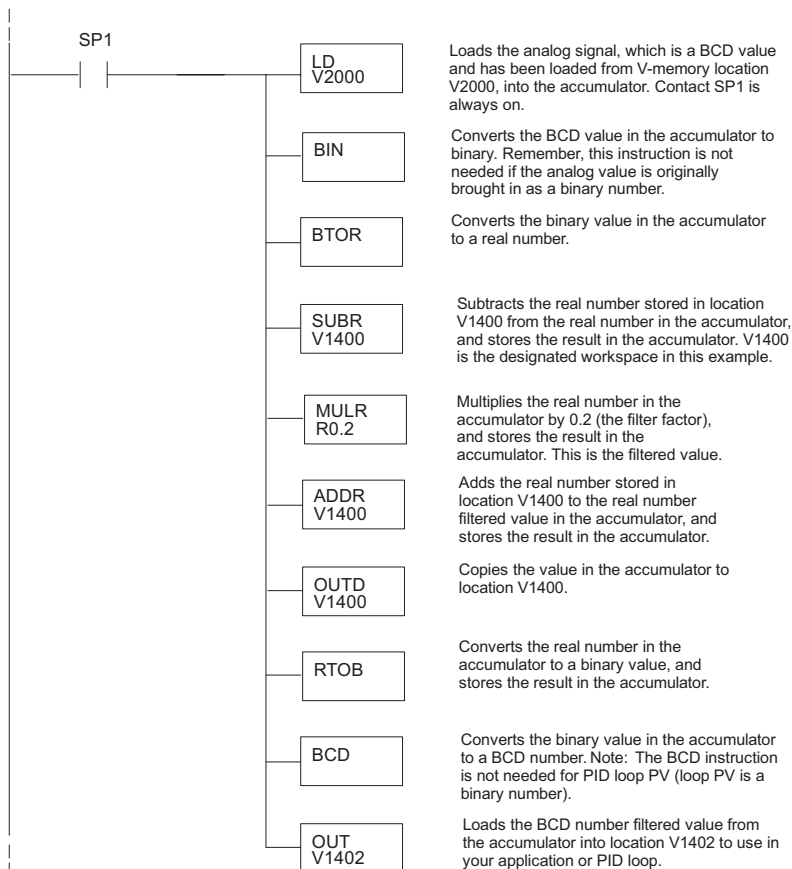 SP1
LD
V2000
Loads the analog signal, which is a BCD value
and has been loaded from V-memory location
V2000, into the accumulator. Contact SP1 is
always on.
BIN
Converts the BCD value in the accumulator to
binary. Remember, this instruction is not
needed if the analog value is originally
brought in as a binary number.
BTOR
Converts the binary value in the accumulator
to a real number.
SUBR
V1400
Subtracts the real number stored in location
V1400 from the real number in the accumulator,
and stores the result in the accumulator. V1400
is the designated workspace in this example.
MULR
R0.2
Multiplies the real number in the
accumulator by 0.2 (the filter factor),
and stores the result in the
accumulator. This is the filtered value.
ADDR
V1400
Adds the real number stored in
location V1400 to the real number
filtered value in the accumulator, and
stores the result in the accumulator.
OUTD
V1400
Copies the value in the accumulator to
location V1400.
RTOB
Converts the real number in the
accumulator to a binary value, and
stores the result in the accumulator.
BCD
Converts the binary value in the accumulator
to a BCD number. Note: The BCD instruction
is not needed for PID loop PV (loop PV is a
binary number).
OUT
V1402
Loads the BCD number filtered value from
the accumulator into location V1402 to use in
your application or PID loop.